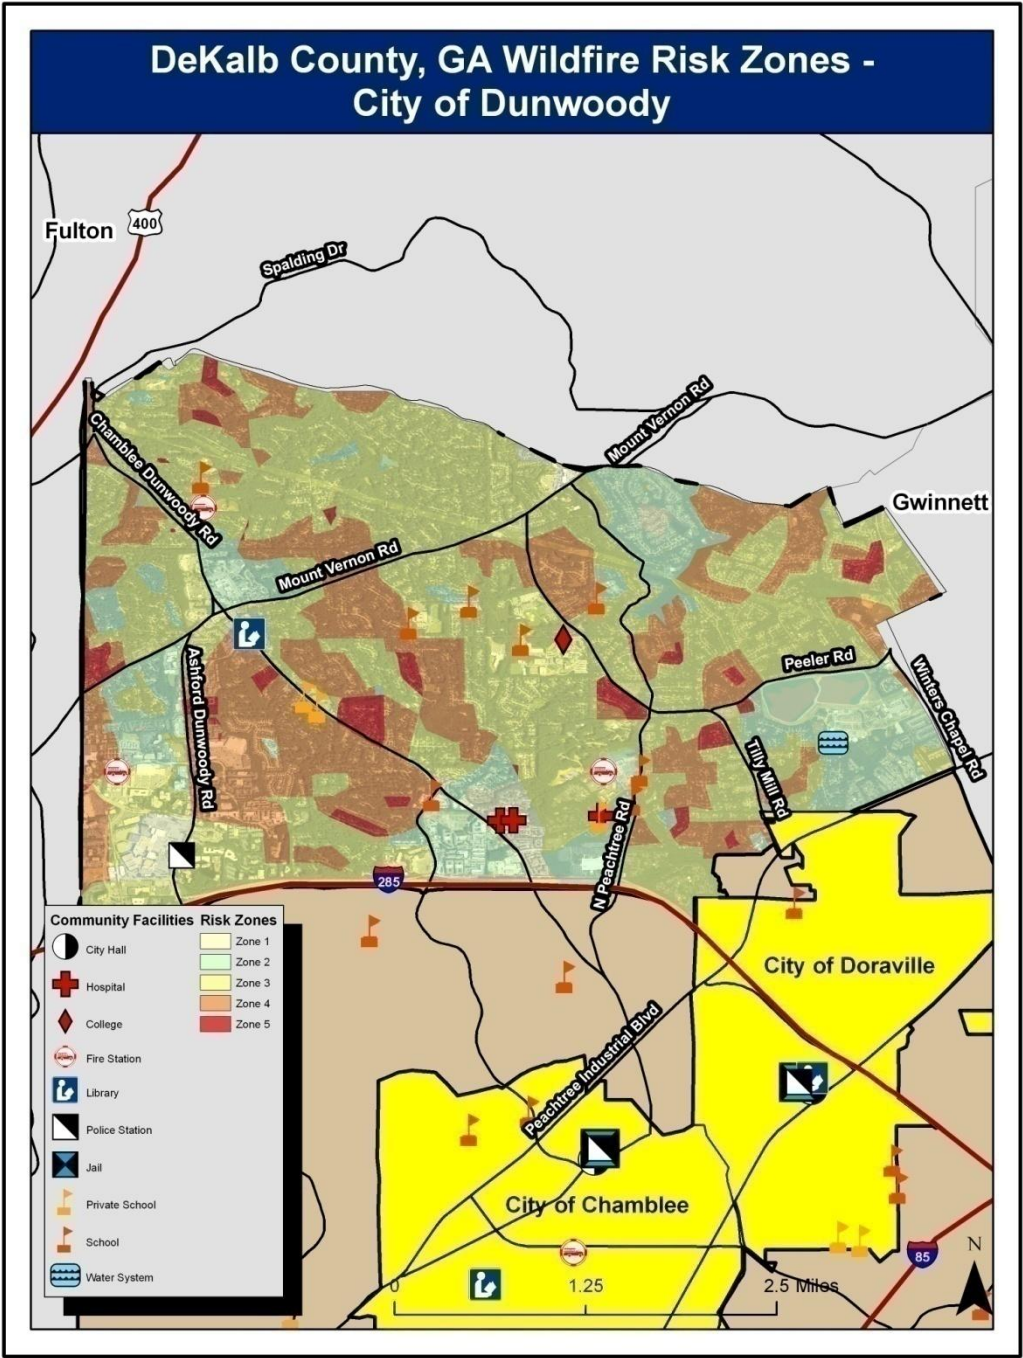 DeKalb County, GA Wildfire Risk Zones -
City of Dunwoody
Fulton
400
Spalding Dr
Mount Vernon Rd
Chamblee Dunwoody Rd
Gwinnett
Mount Vernon Rd
Ashford Dunwoody Rd
Peeler Rd
Winters Chapel Rd
Tilly Mill Rd
N Peachtree Rd
285
City of Doraville
Peachtree Industrial Blvd
City of Chamblee
85
N
0
1.25
2.5 Miles
Community Facilities
City Hall
Hospital
College
Fire Station
Library
Police Station
Jail
Private School
School
Water System
Risk Zones
Zone 1
Zone 2
Zone 3
Zone 4
Zone 5